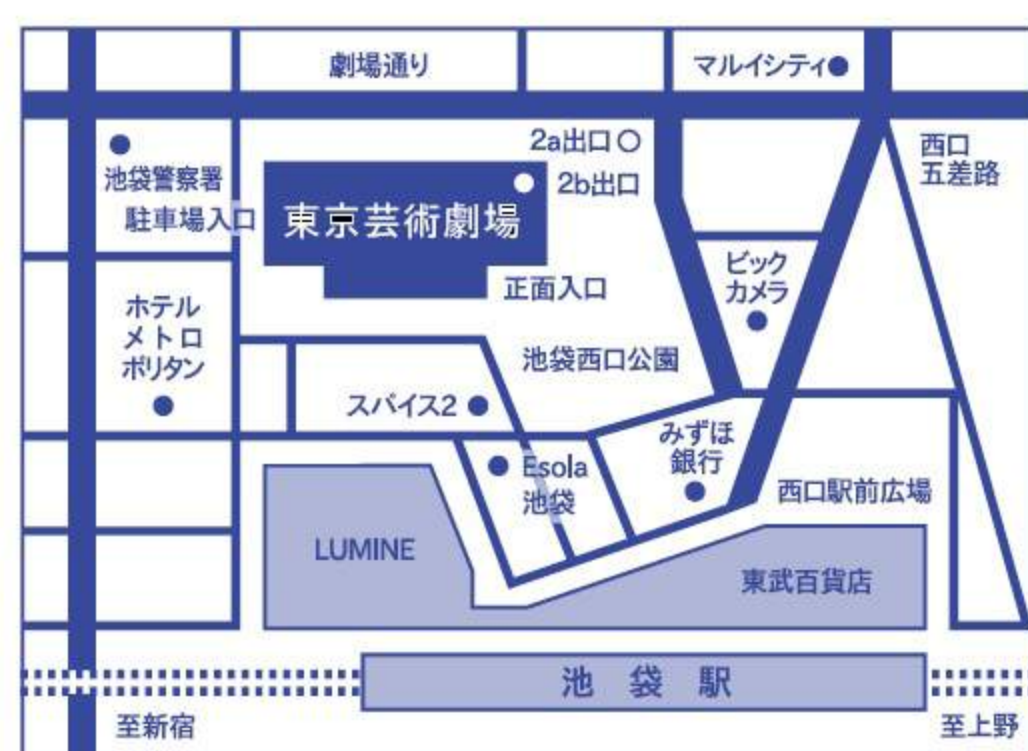 劇場通り
マルイシティ
2a出口
2b出口
西口
五差路
池袋警察署
駐車場入口
東京芸術劇場
正面入口
ビック
カメラ
ホテル
メトロ
ポリタン
池袋西口公園
スパイス2
みずほ
銀行
Esola
池袋
西口駅前広場
LUMINE
東武百貨店
池袋駅
至新宿
至上野